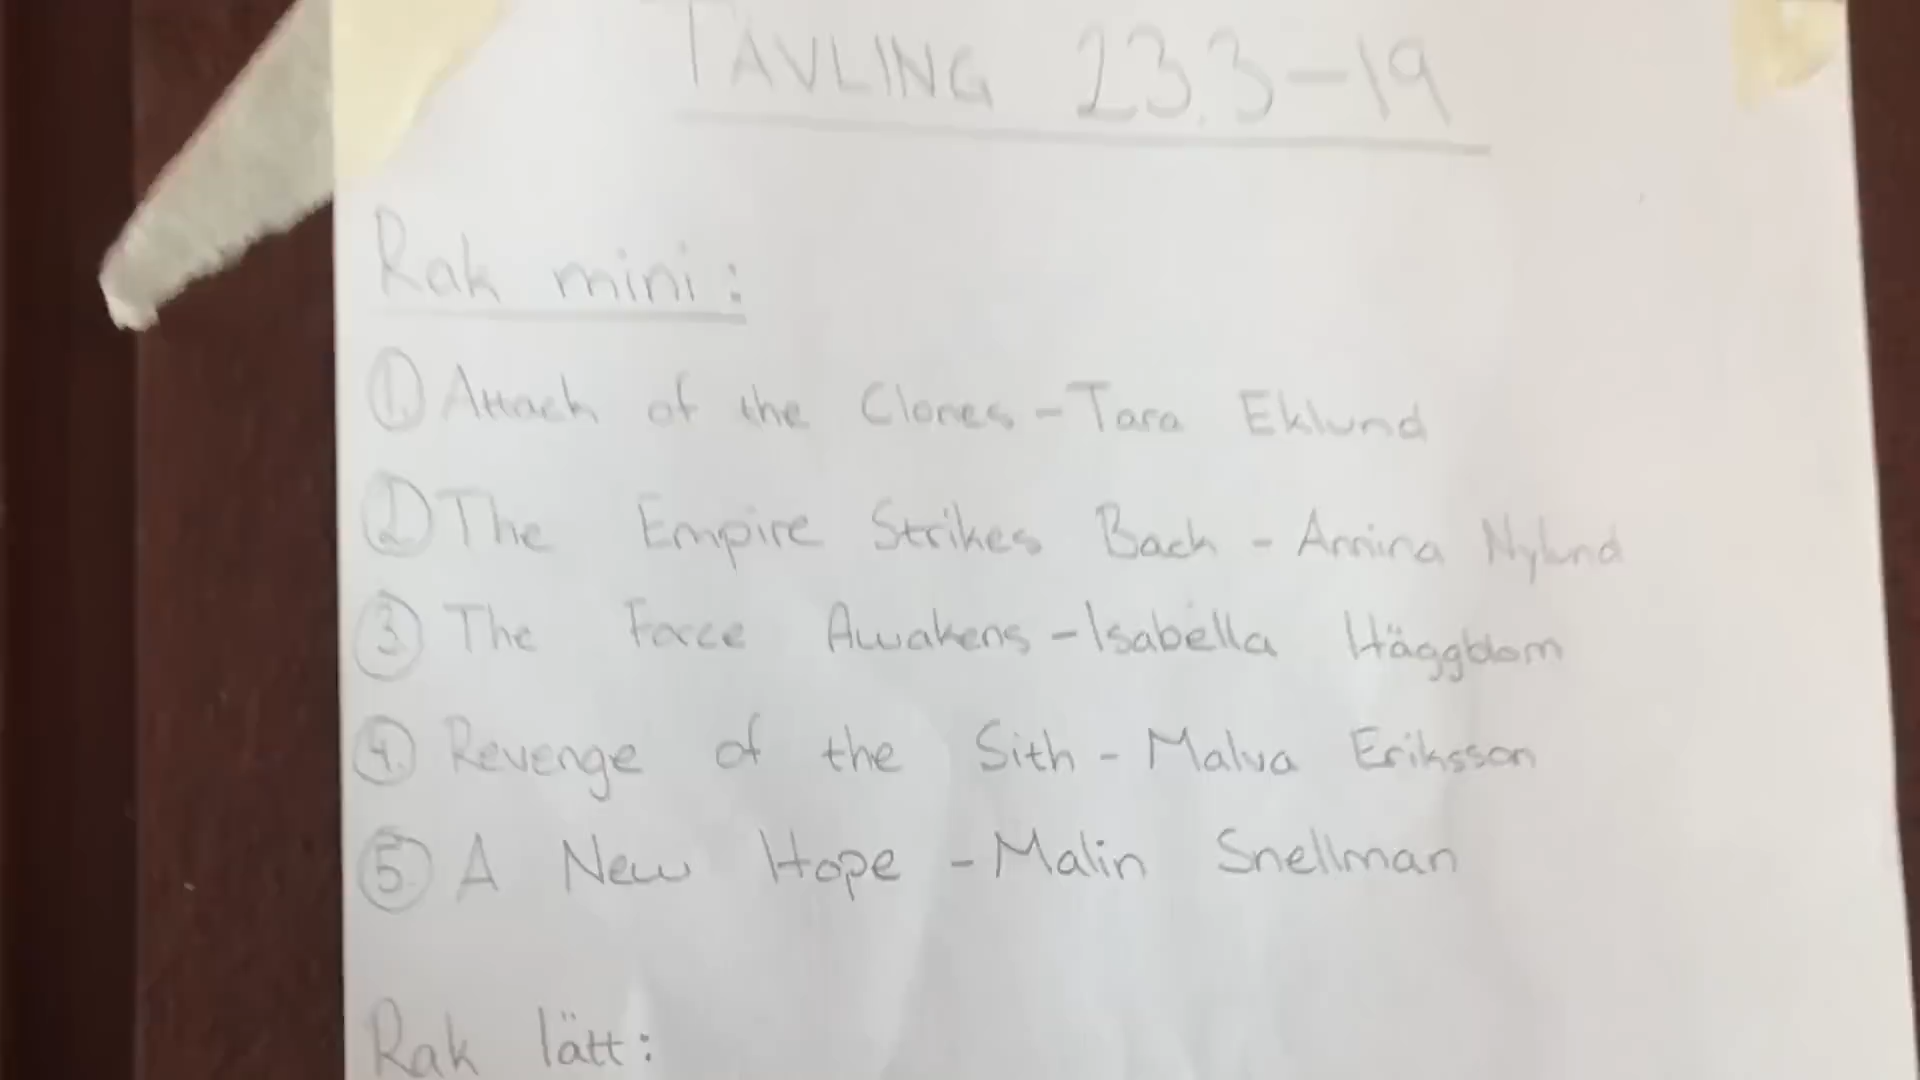 TÄVLING 23.3-19
Rak mini:
1. Attack of the Clones - Tara Eklund
2. The Empire Strikes Back - Annina Nylund
3. The Force Awakens - Isabella Häggblom
4. Revenge of the Sith - Malva Eriksson
5. A New Hope - Malin Snellman
Rak lätt: